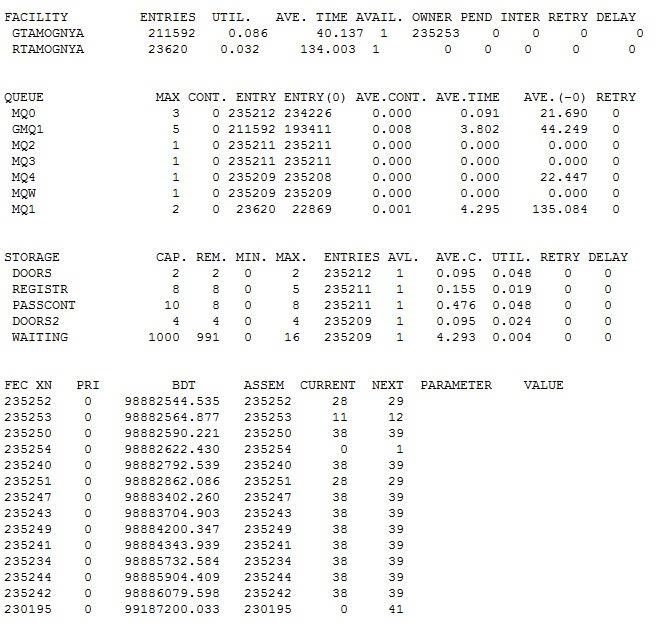 FACILITY ENTRIES UTIL. AVE. TIME AVAIL. OWNER PEND INTER RETRY DELAY
GTAMOGNYA 211592 0.086 40.137 1 235253 0 0 0 0
RTAMOGNYA 23620 0.032 134.003 1 0 0 0 0 0
QUEUE MAX CONT. ENTRY ENTRY(0) AVE.CONT. AVE.TIME AVE.(-0) RETRY
MQ0 3 0 235212 234226 0.000 0.091 21.690 0
GMQ1 5 0 211592 193411 0.008 3.802 44.249 0
MQ2 1 0 235211 235211 0.000 0.000 0.000 0
MQ3 1 0 235211 235211 0.000 0.000 0.000 0
MQ4 1 0 235209 235208 0.000 0.000 22.447 0
MQW 1 0 235209 235209 0.000 0.000 0.000 0
MQ1 2 0 23620 22869 0.001 4.295 135.084 0
STORAGE CAP. REM. MIN. MAX. ENTRIES AVL. AVE.C. UTIL. RETRY DELAY
DOORS 2 2 0 2 235212 1 0.095 0.048 0 0
REGISTR 8 8 0 5 235211 1 0.155 0.019 0 0
PASSCONT 10 8 0 8 235211 1 0.476 0.048 0 0
DOORS2 4 4 0 4 235209 1 0.095 0.024 0 0
WAITING 1000 991 0 16 235209 1 4.293 0.004 0 0
FEC XN PRI BDT ASSEM CURRENT NEXT PARAMETER VALUE
235252 0 98882544.535 235252 28 29
235253 0 98882564.877 235253 11 12
235250 0 98882590.221 235250 38 39
235254 0 98882622.430 235254 0 1
235240 0 98882792.539 235240 38 39
235251 0 98882862.086 235251 28 29
235247 0 98883402.260 235247 38 39
235243 0 98883704.903 235243 38 39
235249 0 98884200.347 235249 38 39
235241 0 98884343.939 235241 38 39
235234 0 98885732.584 235234 38 39
235244 0 98885904.409 235244 38 39
235242 0 98886079.598 235242 38 39
230195 0 99187200.033 230195 0 41